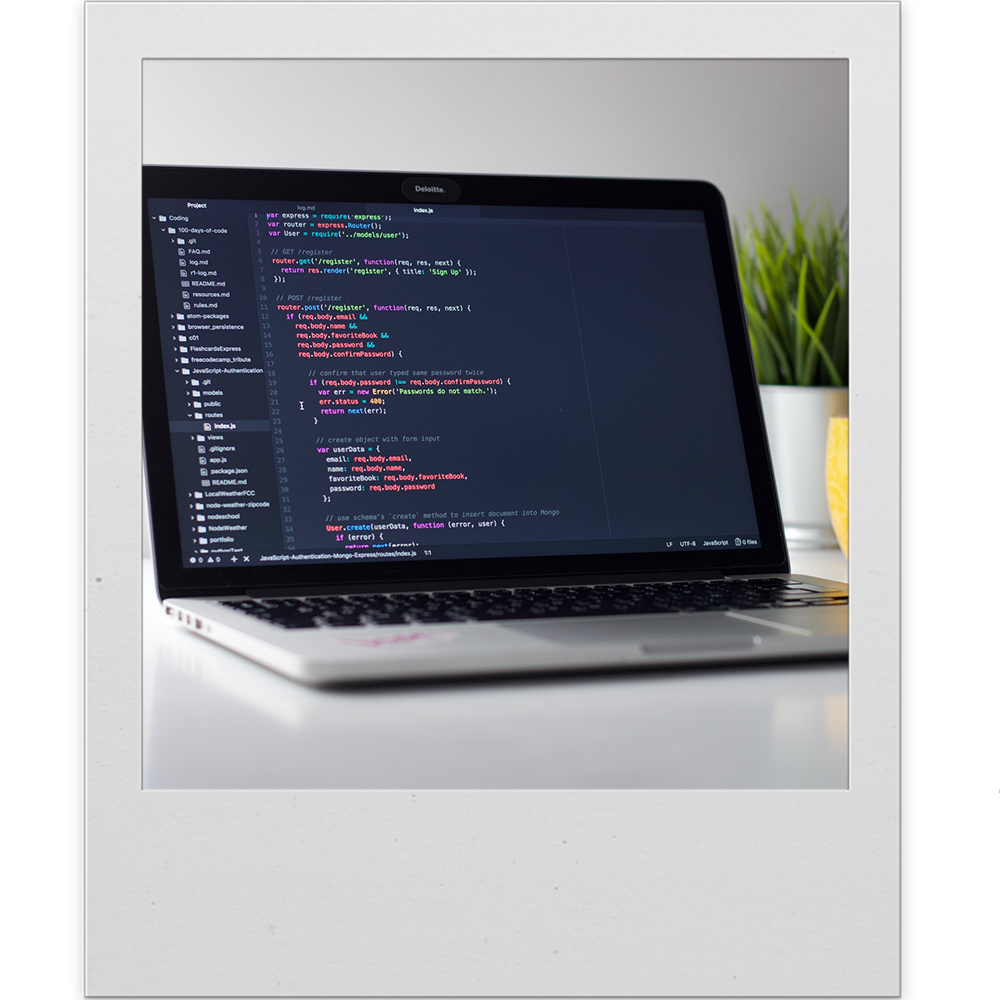 Deloitte.
Project
log.md
index.js
Coding
100-days-of-code
.git
FAQ.md
log.md
r1-log.md
README.md
resources.md
rules.md
atom-packages
browser_persistence
c01
FlashcardsExpress
freecodecamp_tribute
JavaScript-Authentication
.git
models
public
routes
index.js
views
.gitignore
app.js
package.json
README.md
LocalWeatherFCC
node-weather-zipcode
nodeschool
NodeWeather
portfolio
pythonTest
1 var express = require('express');
2 var router = express.Router();
3 var User = require('../models/user');
4
5 // GET /register
6 router.get('/register', function(req, res, next) {
7 return res.render('register', { title: 'Sign Up' });
8 });
9
10 // POST /register
11 router.post('/register', function(req, res, next) {
12 if (req.body.email &&
13 req.body.name &&
14 req.body.favoriteBook &&
15 req.body.password &&
16 req.body.confirmPassword) {
17
18 // confirm that user typed same password twice
19 if (req.body.password !== req.body.confirmPassword) {
20 var err = new Error('Passwords do not match.');
21 err.status = 400;
22 return next(err);
23 }
24
25 // create object with form input
26 var userData = {
27 email: req.body.email,
28 name: req.body.name,
29 favoriteBook: req.body.favoriteBook,
30 password: req.body.password
31 };
32
33 // use schema's `create` method to insert document into Mongo
34 User.create(userData, function (error, user) {
35 if (error) {
36 return next(error);
0 0 JavaScript-Authentication-Mongo-Express/routes/index.js 1:1 LF UTF-8 JavaScript 0 files